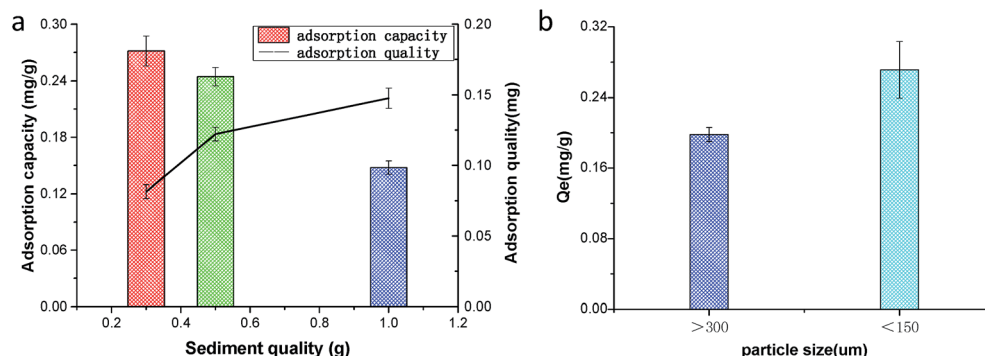 a
0.30
0.24
0.18
0.12
0.06
0.00
Adsorption capacity (mg/g)
adsorption capacity
adsorption quality
0.20
0.15
0.10
0.05
0.00
Adsorption quality(mg)
0.2 0.4 0.6 0.8 1.0 1.2
Sediment quality (g)
b
0.32
0.24
0.16
0.08
0.00
Qe(mg/g)
>300 <150
particle size(um)